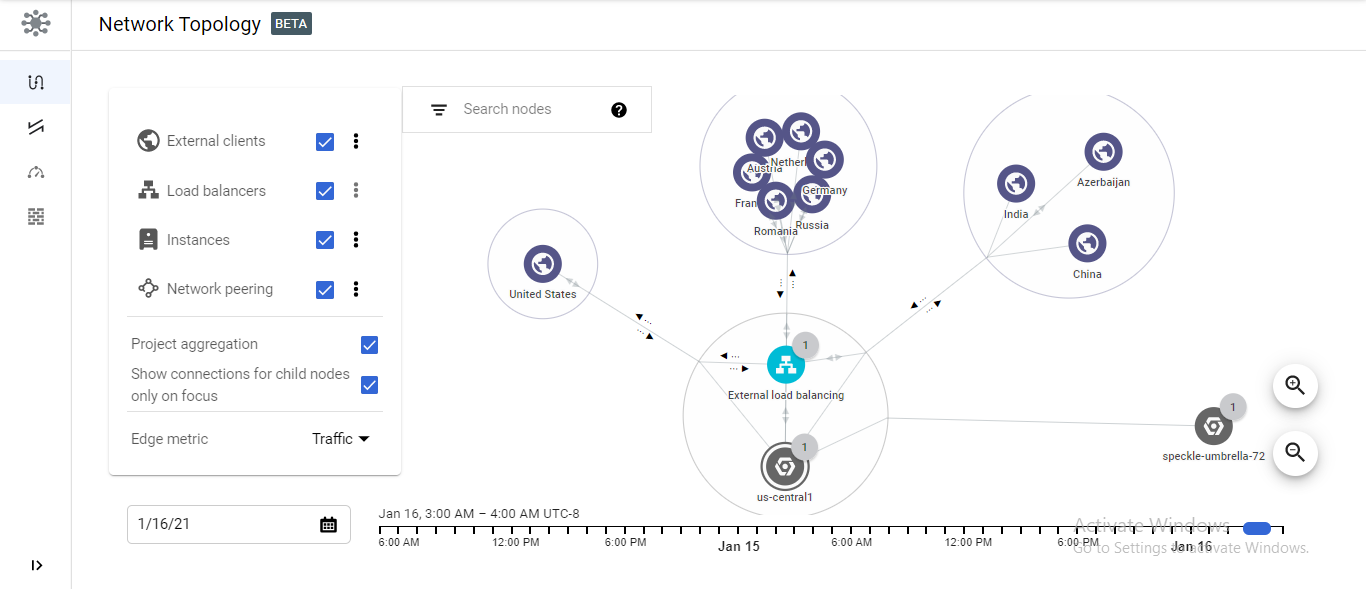 Network Topology BETA
External clients
Load balancers
Instances
Network peering
Project aggregation
Show connections for child nodes
only on focus
Edge metric Traffic
1/16/21
Search nodes
Austria
Nether
Germany
Fran
Romania
Russia
Azerbaijan
India
China
United States
1
External load balancing
1
us-central1
1
speckle-umbrella-72
Jan 16, 3:00 AM – 4:00 AM UTC-8
6:00 AM 12:00 PM 6:00 PM Jan 15 6:00 AM 12:00 PM 6:00 PM Jan 16
Activate Windows
Go to Settings to activate Windows.